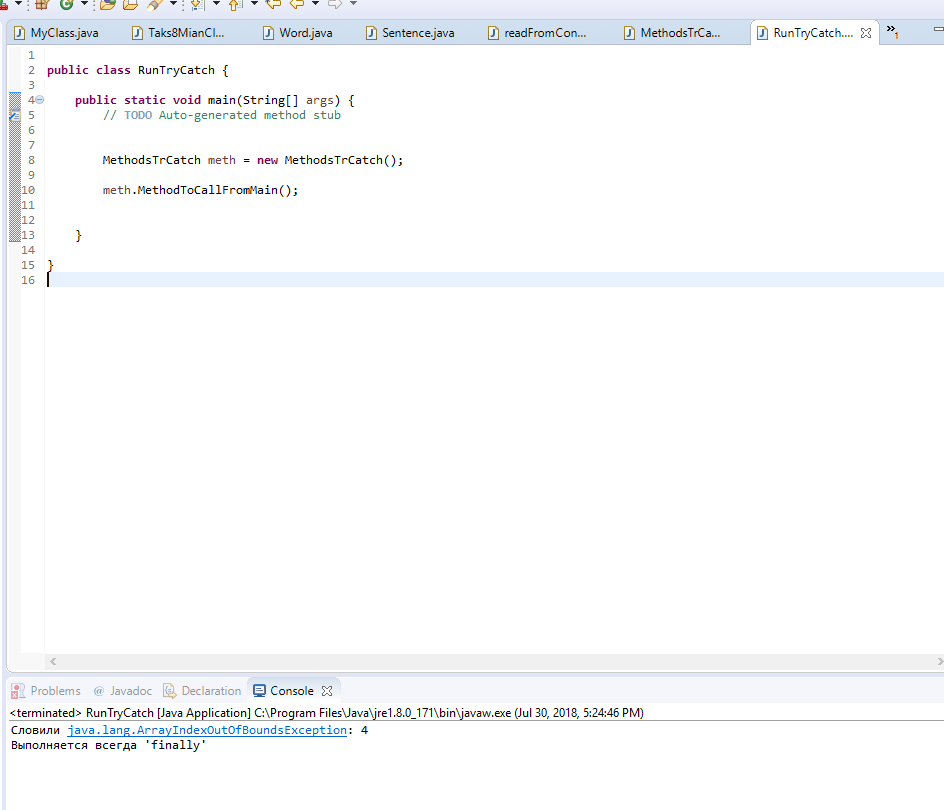 MyClass.java Taks8MianCl... Word.java Sentence.java readFromCon... MethodsTrCa... RunTryCatch.... »1
1
2 public class RunTryCatch {
3
4 public static void main(String[] args) {
5 // TODO Auto-generated method stub
6
7
8 MethodsTrCatch meth = new MethodsTrCatch();
9
10 meth.MethodToCallFromMain();
11
12
13 }
14
15 }
16
Problems @ Javadoc Declaration Console
<terminated> RunTryCatch [Java Application] C:\Program Files\Java\jre1.8.0_171\bin\javaw.exe (Jul 30, 2018, 5:24:46 PM)
Словили java.lang.ArrayIndexOutOfBoundsException: 4
Выполняется всегда 'finally'